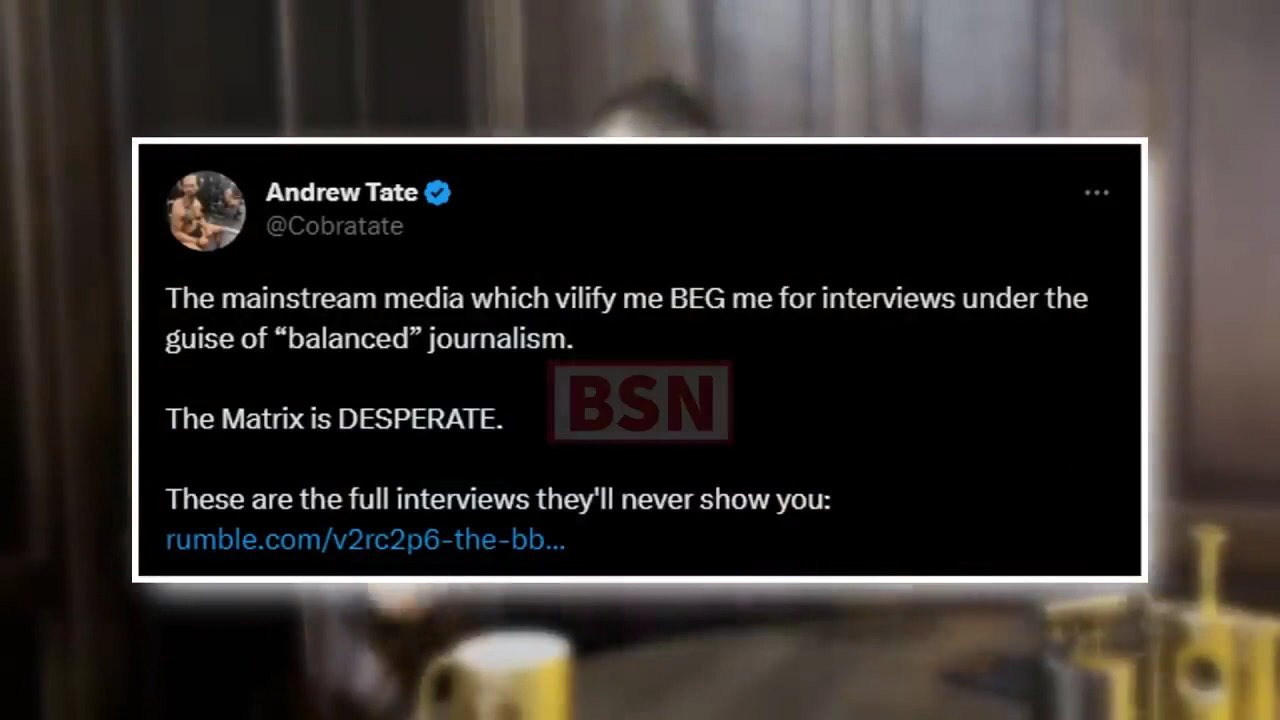 Andrew Tate
@Cobratate
The mainstream media which vilify me BEG me for interviews under the
guise of “balanced” journalism.
BSN
The Matrix is DESPERATE.
These are the full interviews they'll never show you:
rumble.com/v2rc2p6-the-bb...